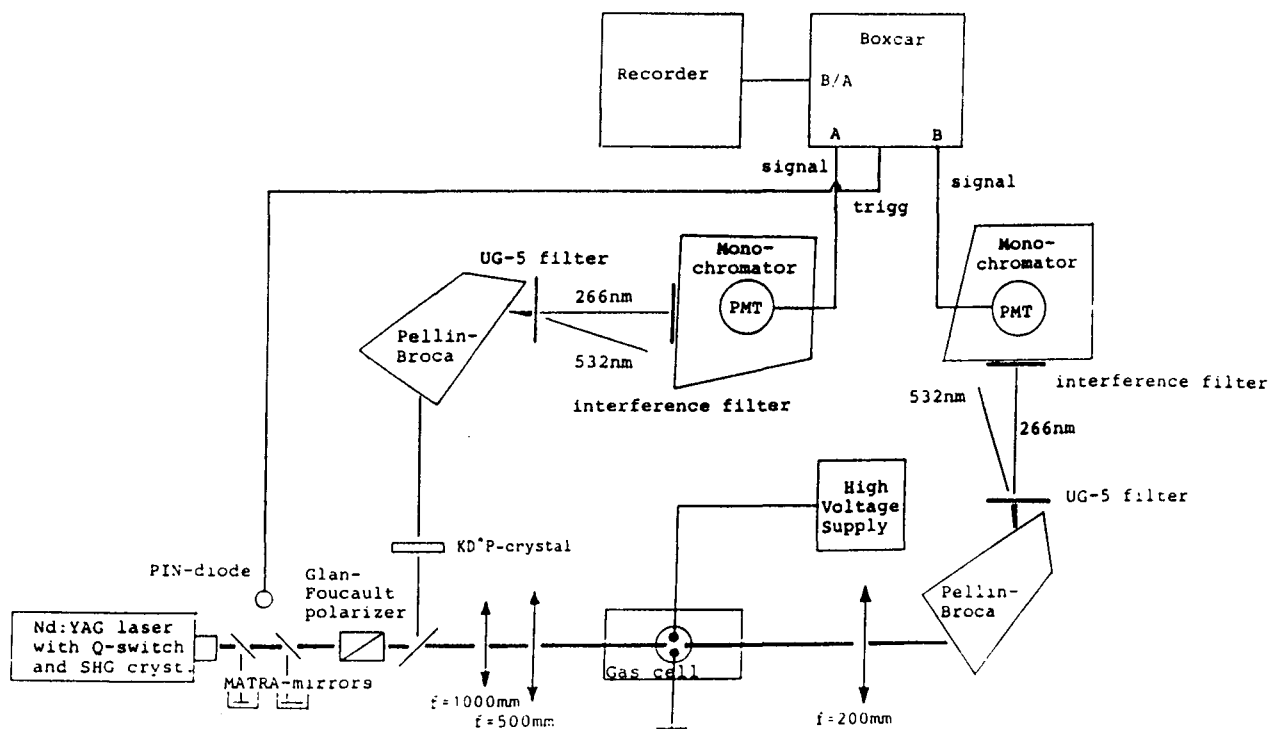 Boxcar
Recorder
B/A
A
B
signal
signal
trigg
Mono-
chromator
PMT
Mono-
chromator
PMT
UG-5 filter
266nm
532nm
Pellin-
Broca
interference filter
interference filter
532nm
266nm
High
Voltage
Supply
UG-5 filter
KD*P-crystal
PIN-diode
Glan-
Foucault
polarizer
Pellin-
Broca
Nd:YAG laser
with Q-switch
and SHG cryst.
MATRA-mirrors
Gas cell
f=1000mm
f=500mm
f=200mm